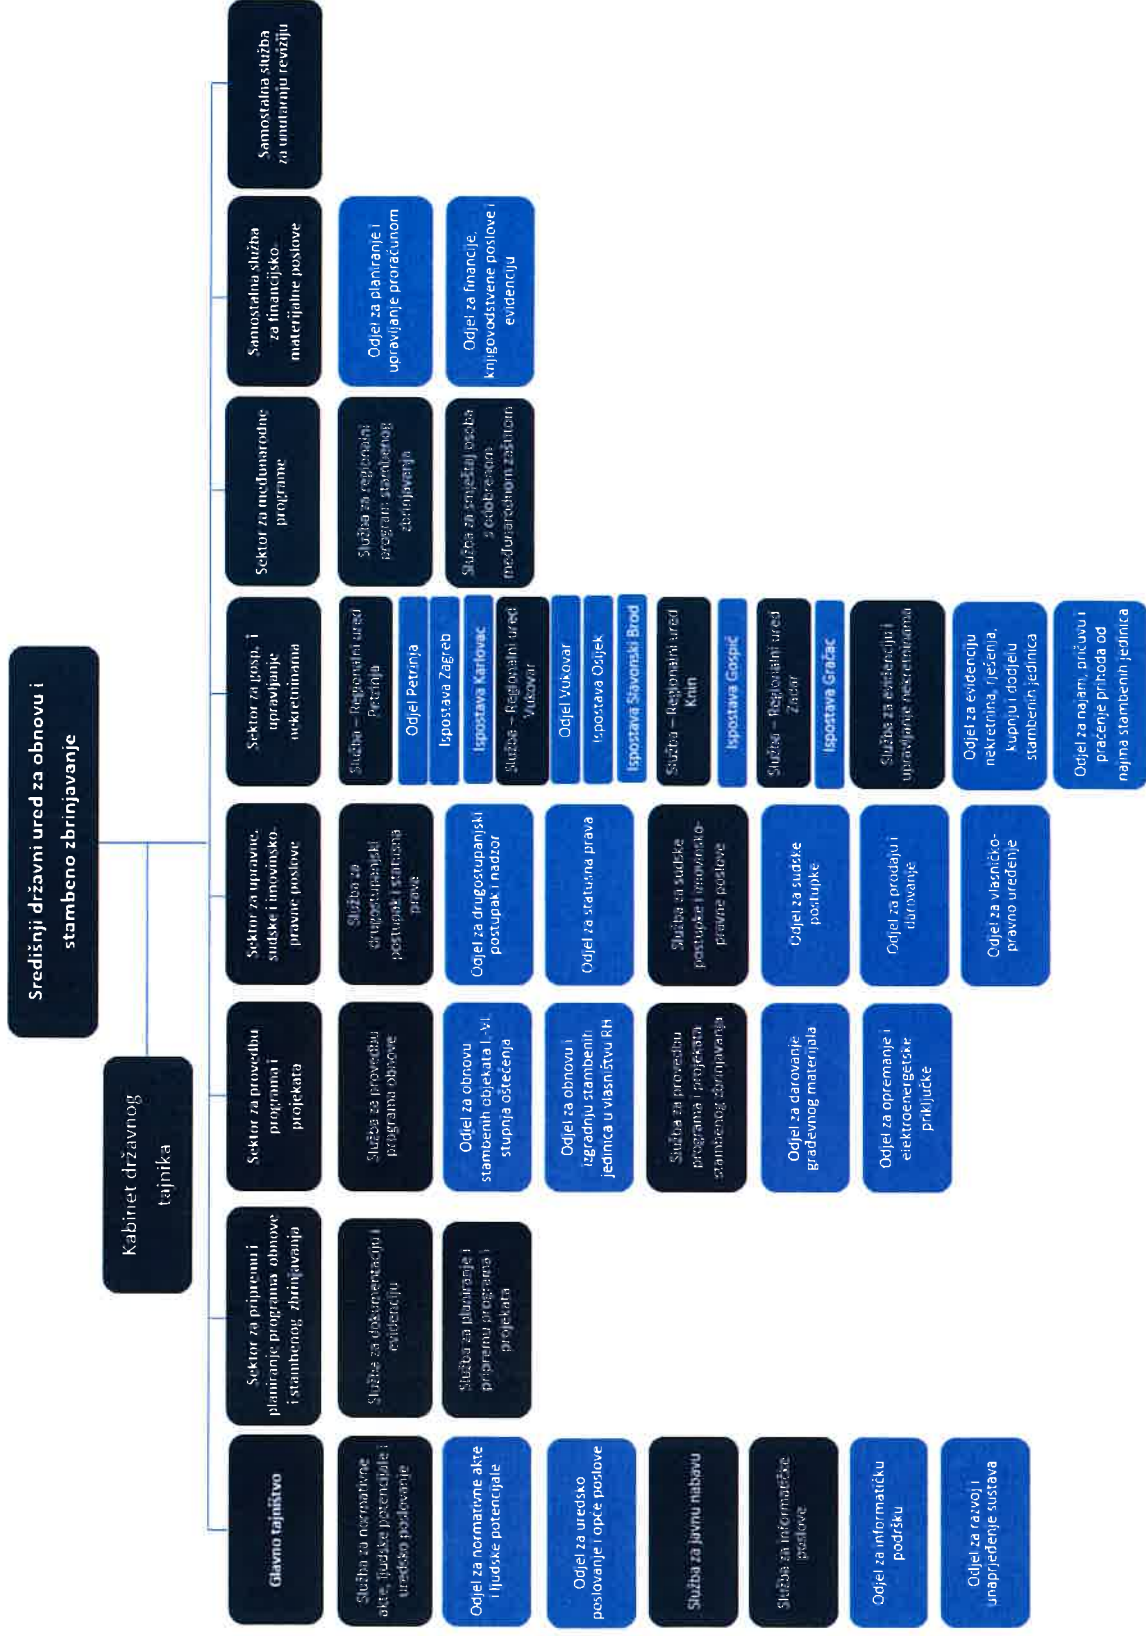 Središnji državni ured za obnovu i
stambeno zbrinjavanje
Kabinet državnog
tajnika
Glavno tajništvo
Služba za normativne
akte, ljudske potencijale i
uredsko poslovanje
Odjel za normativne akte
i ljudske potencijale
Odjel za uredsko
poslovanje i opće poslove
Služba za javnu nabavu
Služba za informatičke
poslove
Odjel za informatičku
podršku
Odjel za razvoj i
unaprjeđenje sustava
Sektor za pripremu i
planiranje programa obnove
i stambenog zbrinjavanja
Služba za dokumentaciju i
evidenciju
Služba za planiranje i
pripremu programa i
projekata
Sektor za provedbu
programa i
projekata
Služba za provedbu
programa obnove
Odjel za obnovu
stambenih objekata I.-VI.
stupnja oštećenja
Odjel za obnovu i
izgradnju stambenih
jedinica u vlasništvu RH
Služba za provedbu
programa i projekata
stambenog zbrinjavanja
Odjel za darovanje
građevnog materijala
Odjel za opremanje i
elektroenergetske
priključke
Sektor za upravne,
sudske i imovinsko-
pravne poslove
Služba za
drugostupanjski
postupak i statusna
prava
Odjel za drugostupanjski
postupak i nadzor
Odjel za statusna prava
Služba za sudske
postupke i imovinsko-
pravne poslove
Odjel za sudske
postupke
Odjel za prodaju i
darovanje
Odjel za vlasničko-
pravno uređenje
Sektor za gosp. i
upravljanje
nekretninama
Služba – Regionalni ured
Petrinja
Odjel Petrinja
Ispostava Zagreb
Ispostava Karlovac
Služba – Regionalni ured
Vukovar
Odjel Vukovar
Ispostava Osijek
Ispostava Slavonski Brod
Služba – Regionalni ured
Knin
Ispostava Gospić
Služba – Regionalni ured
Zadar
Ispostava Gračac
Služba za evidenciju i
upravljanje nekretninama
Odjel za evidenciju
nekretnina, rješenja,
kupnju i dodjelu
stambenih jedinica
Odjel za najam, pričuvu i
praćenje prihoda od
najma stambenih jedinica
Sektor za međunarodne
programe
Služba za regionalni
program stambenog
zbrinjavanja
Služba za smještaj osoba
s odobrenom
međunarodnom zaštitom
Samostalna služba
za financijsko-
materijalne poslove
Odjel za planiranje i
upravljanje proračunom
Odjel za financije,
knjigovodstvene poslove i
evidenciju
Samostalna služba
za unutarnju reviziju